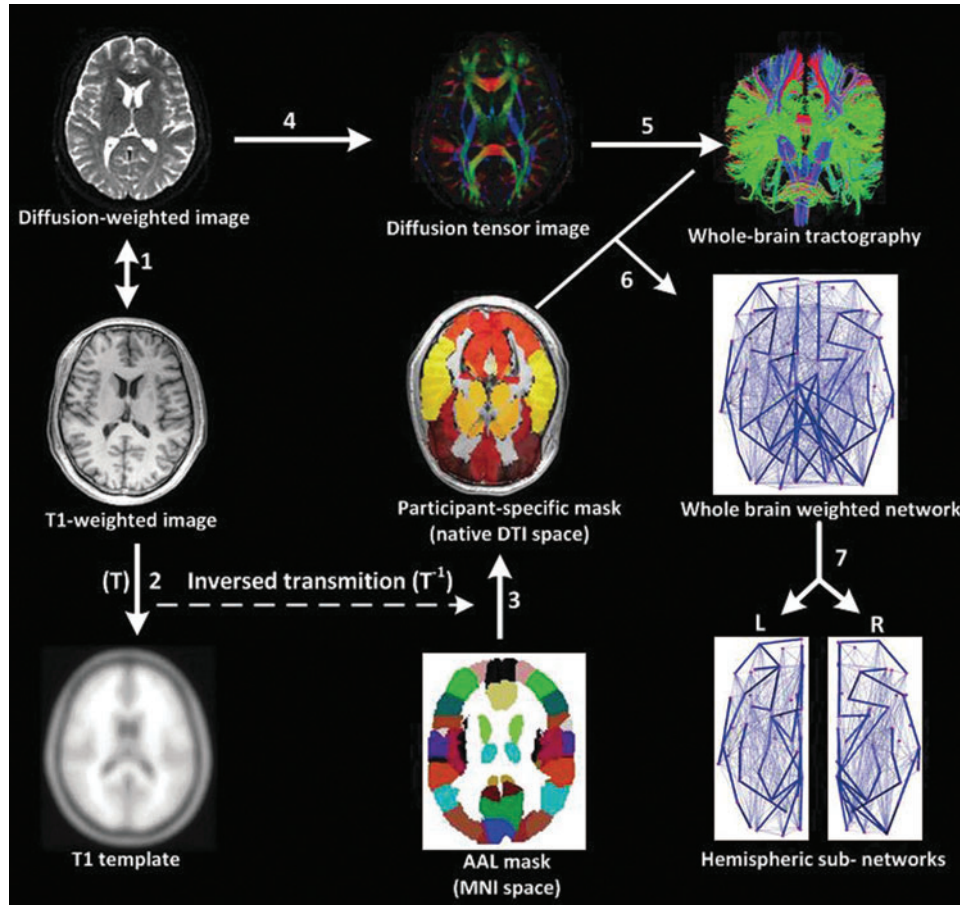 4
5
Diffusion-weighted image
Diffusion tensor image
Whole-brain tractography
1
6
T1-weighted image
Participant-specific mask
(native DTI space)
Whole brain weighted network
(T) 2
Inversed transmition (T-1)
3
7
L
R
T1 template
AAL mask
(MNI space)
Hemispheric sub- networks